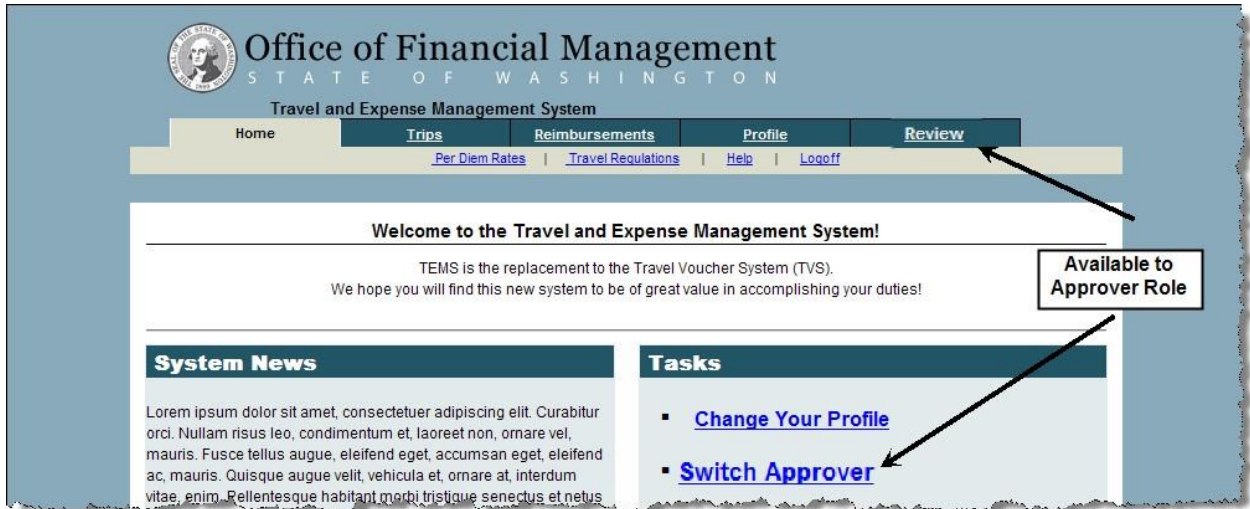 Office of Financial Management
STATE OF WASHINGTON
Travel and Expense Management System
Home Trips Reimbursements Profile Review
Per Diem Rates | Travel Regulations | Help | Logoff
Welcome to the Travel and Expense Management System!
TEMS is the replacement to the Travel Voucher System (TVS).
We hope you will find this new system to be of great value in accomplishing your duties!
Available to
Approver Role
System News
Lorem ipsum dolor sit amet, consectetuer adipiscing elit. Curabitur
orci. Nullam risus leo, condimentum et, laoreet non, ornare vel,
mauris. Fusce tellus augue, eleifend eget, accumsan eget, eleifend
ac, mauris. Quisque augue velit, vehicula et, ornare at, interdum
vitae, enim. Pellentesque habitant morbi tristique senectus et netus
Tasks
▪ Change Your Profile
▪ Switch Approver